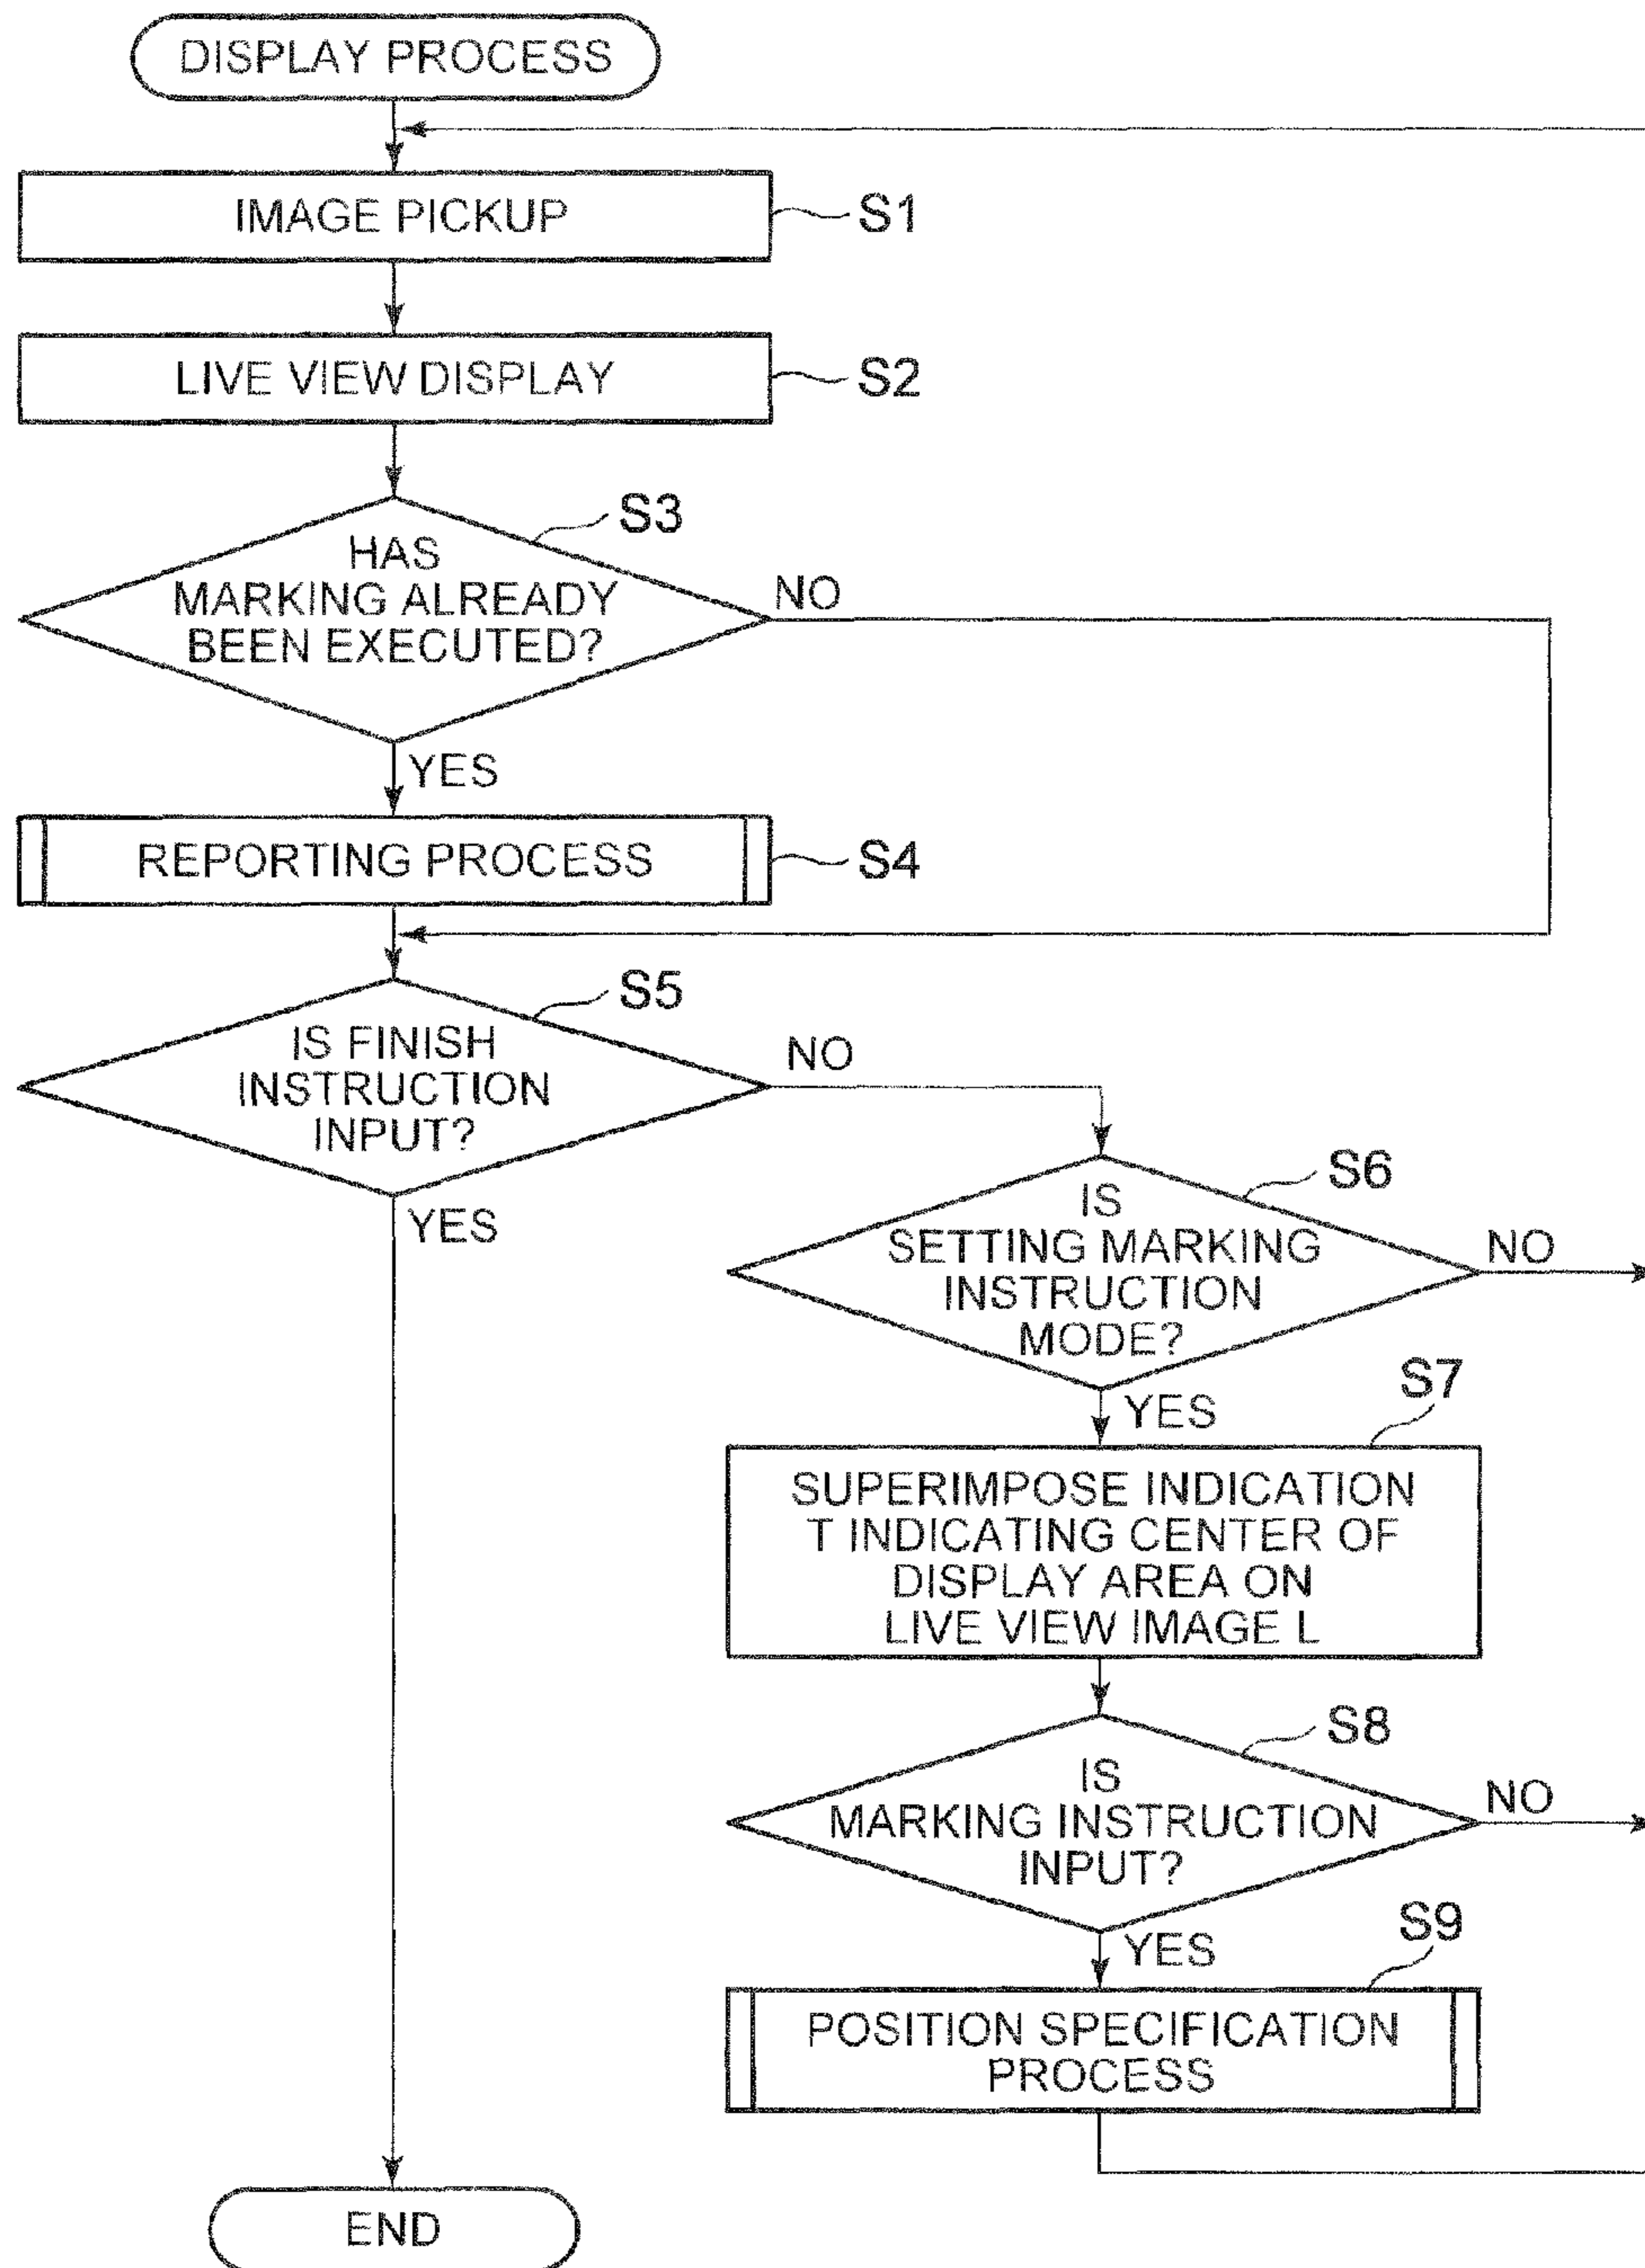 DISPLAY PROCESS
IMAGE PICKUP
S1
LIVE VIEW DISPLAY
S2
S3
HAS
MARKING ALREADY
BEEN EXECUTED?
NO
YES
REPORTING PROCESS
S4
S5
IS FINISH
INSTRUCTION
INPUT?
NO
YES
S6
IS
SETTING MARKING
INSTRUCTION
MODE?
NO
YES
S7
SUPERIMPOSE INDICATION
T INDICATING CENTER OF
DISPLAY AREA ON
LIVE VIEW IMAGE L
S8
IS
MARKING INSTRUCTION
INPUT?
NO
YES
S9
POSITION SPECIFICATION
PROCESS
END